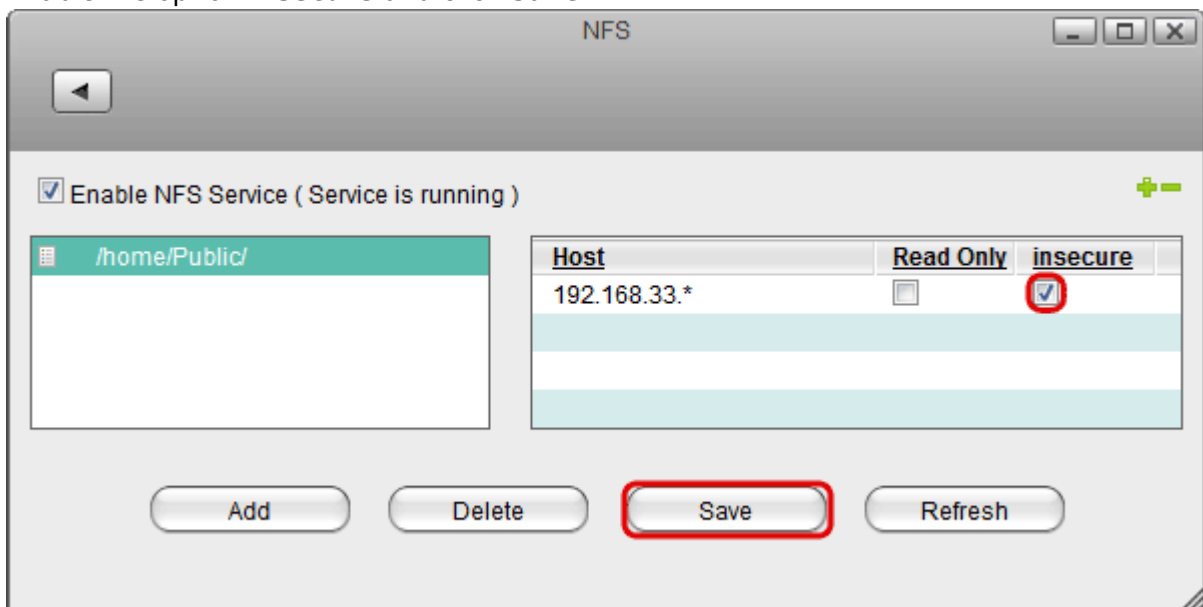 NFS
Enable NFS Service ( Service is running )
/home/Public/
Host Read Only insecure
192.168.33.*
Add Delete Save Refresh